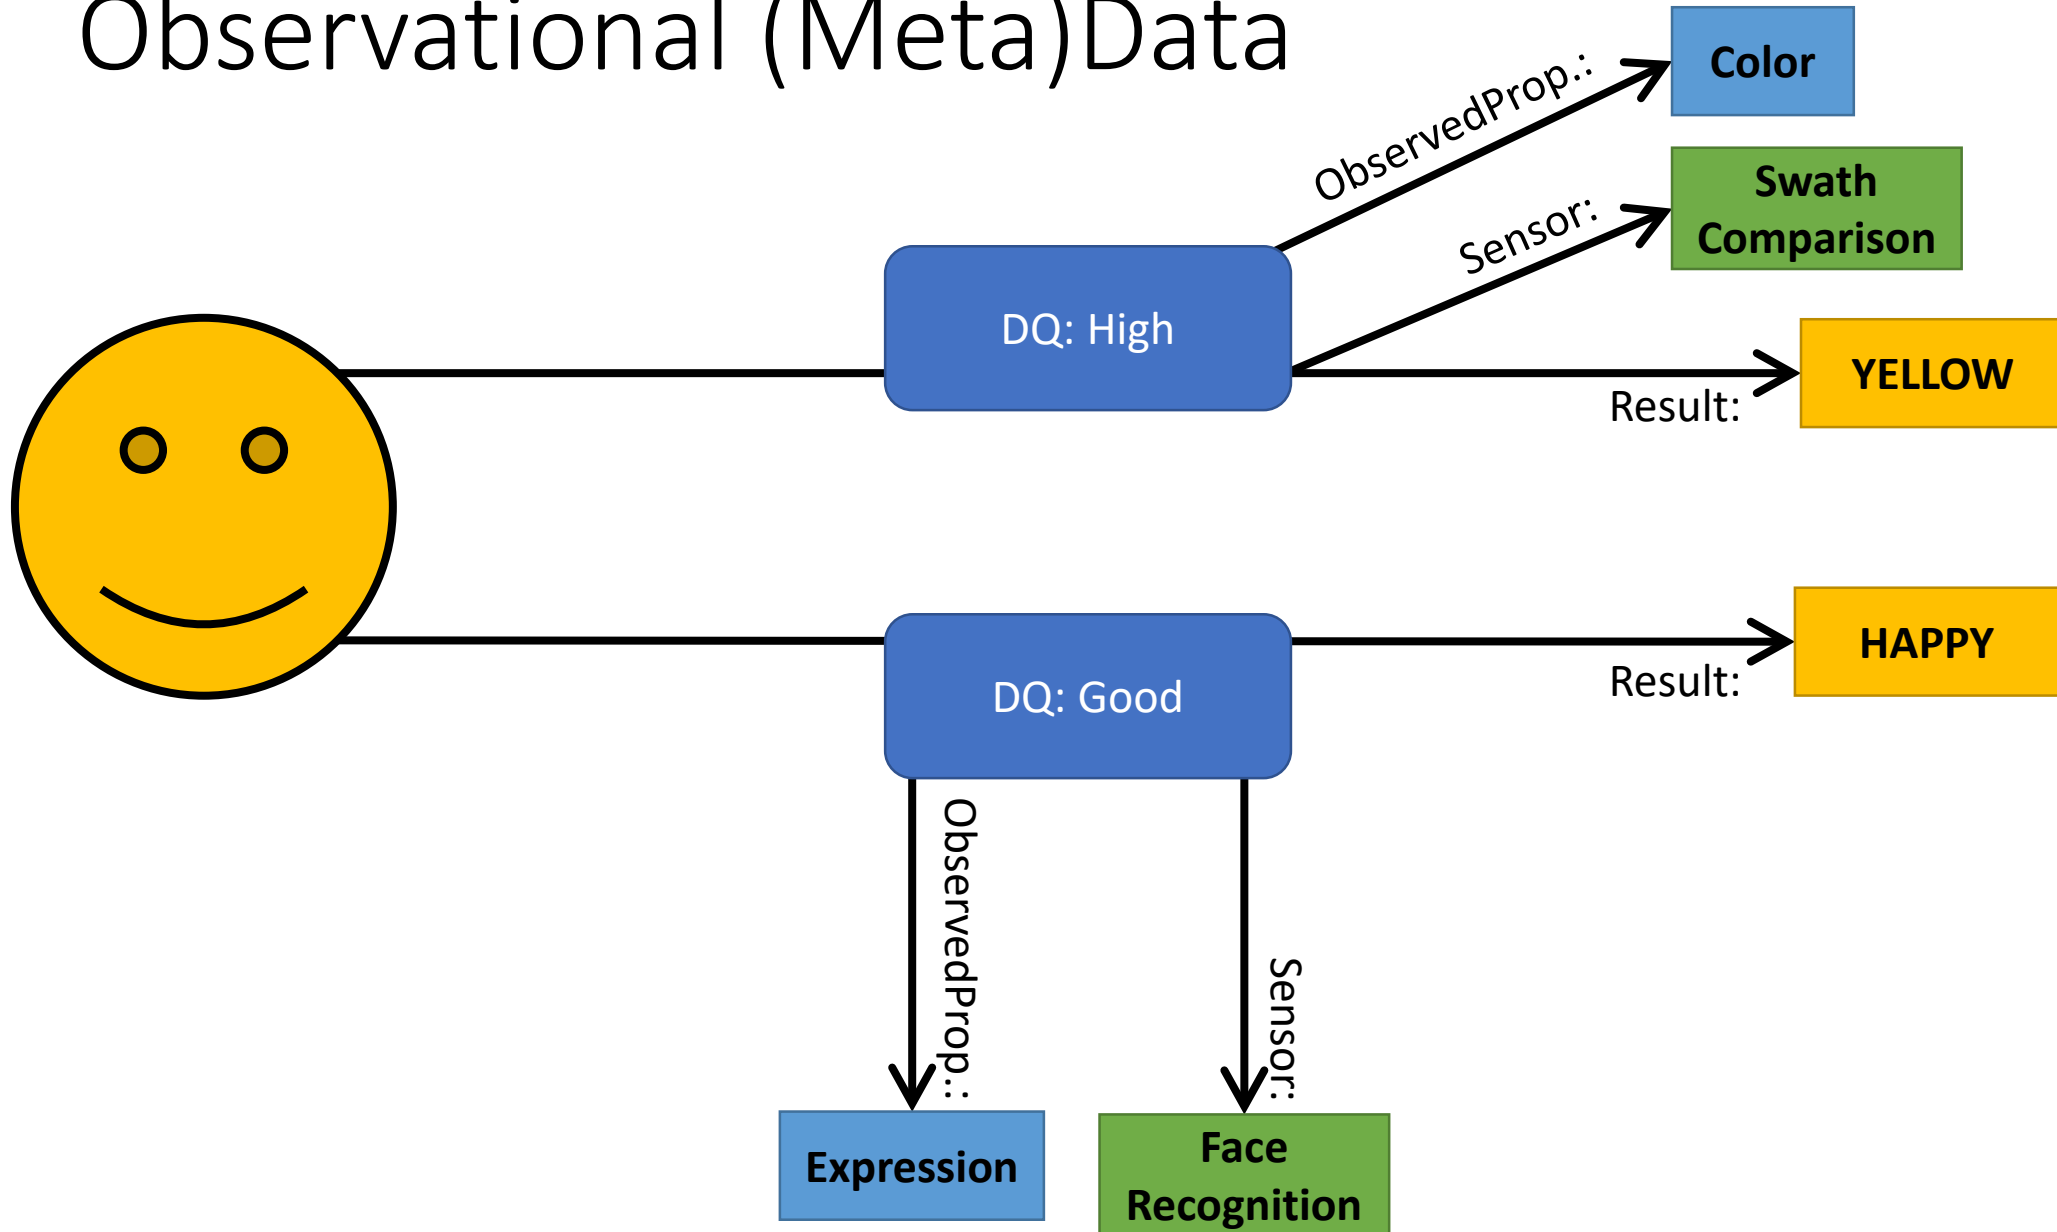 Observational (Meta)Data
ObservedProp.:
Color
Sensor:
Swath
Comparison
DQ: High
Result:
YELLOW
DQ: Good
Result:
HAPPY
ObservedProp.:
Sensor:
Expression
Face
Recognition